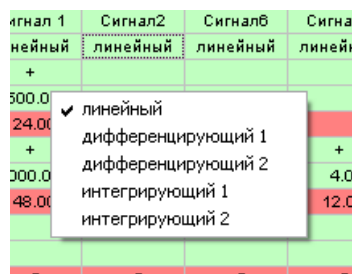 игнал 1 Сигнал2 Сигнал6 Сигна
нейный линейный линейный линейн
+
500.0
24.00
+ +
000.0 4.0
48.00 12.0
✓ линейный
дифференцирующий 1
дифференцирующий 2
интегрирующий 1
интегрирующий 2